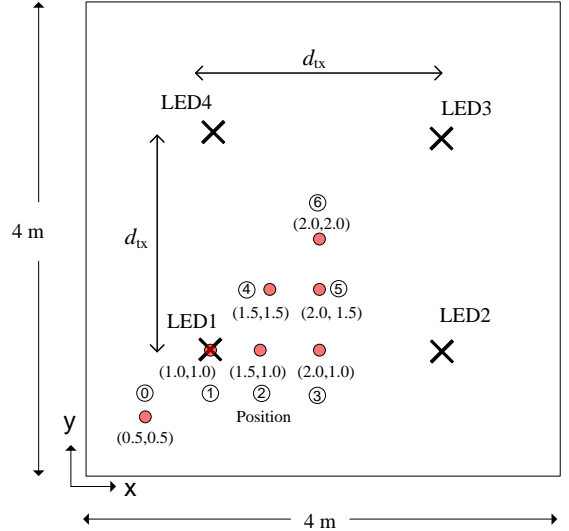 dtx
LED4
LED3
⑥
(2.0,2.0)
4 m
dtx
④
⑤
(1.5,1.5)
(2.0, 1.5)
LED1
LED2
(1.0,1.0)
(1.5,1.0)
(2.0,1.0)
⓪
①
②
③
Position
y
(0.5,0.5)
x
4 m